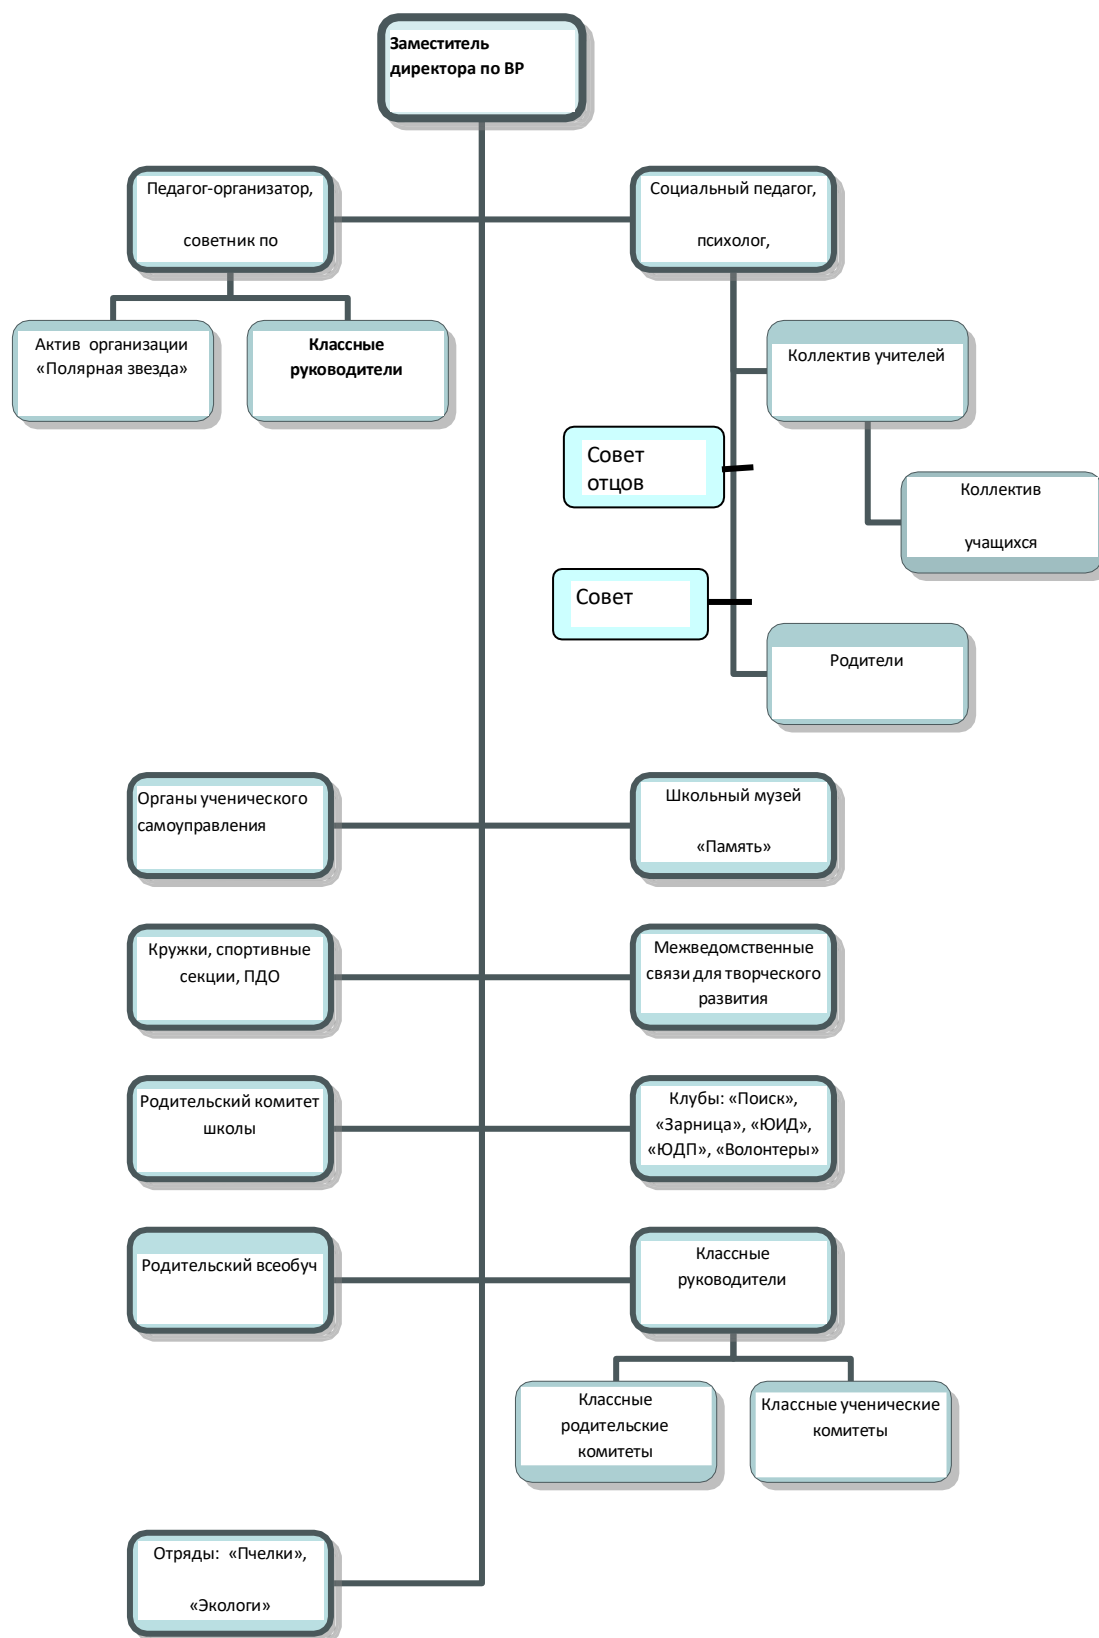 Заместитель
директора по ВР
Педагог-организатор,
советник по
Социальный педагог,
психолог,
Актив организации
«Полярная звезда»
Классные
руководители
Коллектив учителей
Совет
отцов
Коллектив
учащихся
Совет
Родители
Органы ученического
самоуправления
Школьный музей
«Память»
Кружки, спортивные
секции, ПДО
Межведомственные
связи для творческого
развития
Родительский комитет
школы
Клубы: «Поиск»,
«Зарница», «ЮИД»,
«ЮДП», «Волонтеры»
Родительский всеобуч
Классные
руководители
Классные
родительские
комитеты
Классные ученические
комитеты
Отряды: «Пчелки»,
«Экологи»